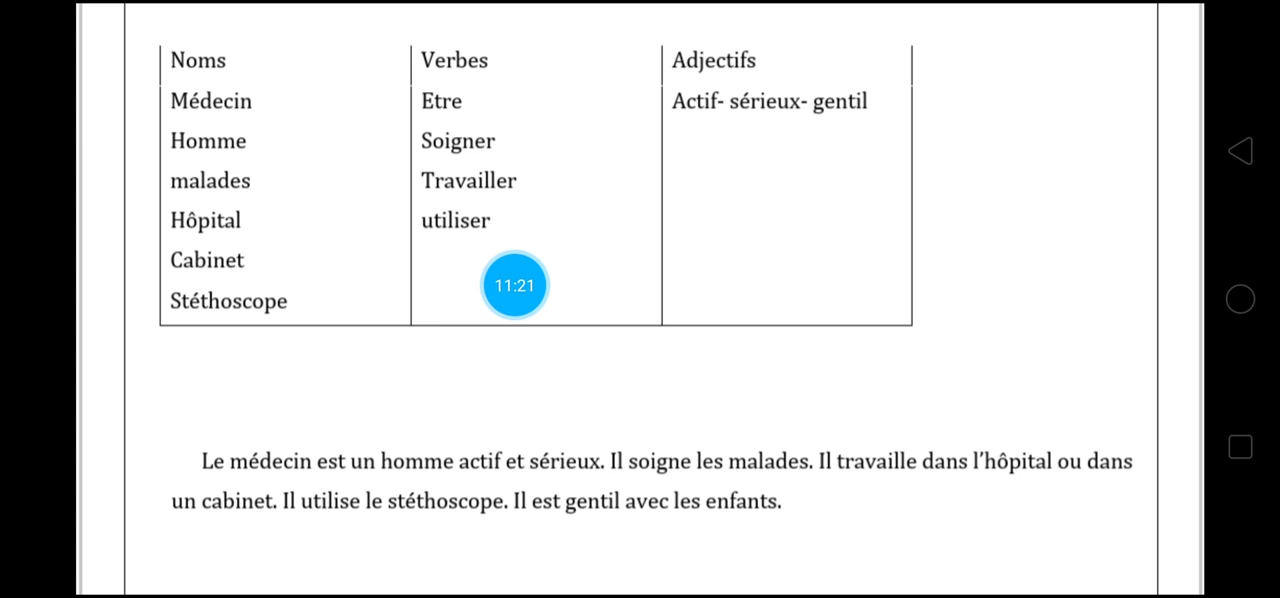 Noms Verbes Adjectifs
Médecin Etre Actif- sérieux- gentil
Homme Soigner
malades Travailler
Hôpital utiliser
Cabinet
11:21
Stéthoscope
Le médecin est un homme actif et sérieux. Il soigne les malades. Il travaille dans l’hôpital ou dans
un cabinet. Il utilise le stéthoscope. Il est gentil avec les enfants.